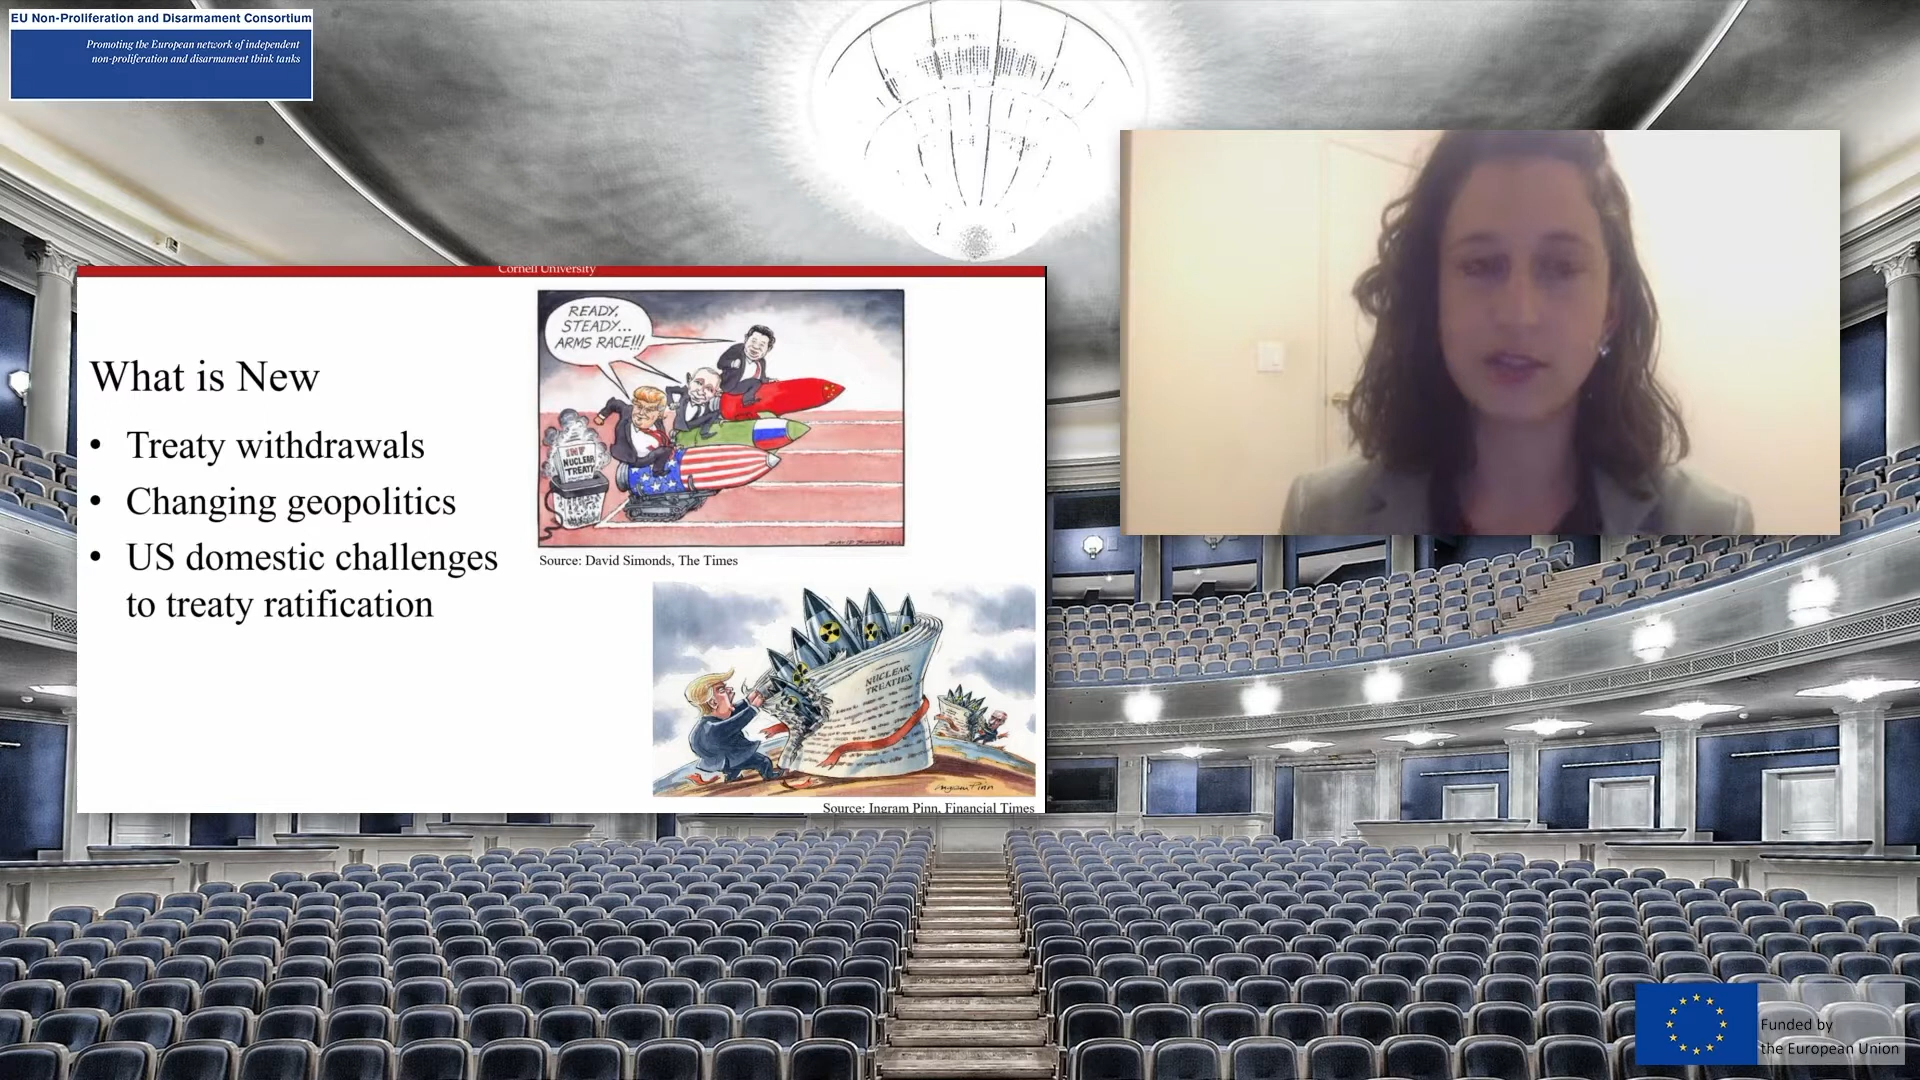 EU Non-Proliferation and Disarmament Consortium
Promoting the European network of independent
non-proliferation and disarmament think tanks
Cornell University
What is New
• Treaty withdrawals
• Changing geopolitics
• US domestic challenges
to treaty ratification
READY,
STEADY...
ARMS RACE!!!
INF
NUCLEAR
TREATY
Source: David Simonds, The Times
NUCLEAR
TREATIES
Ingram Pinn
Source: Ingram Pinn, Financial Times
Funded by
the European Union